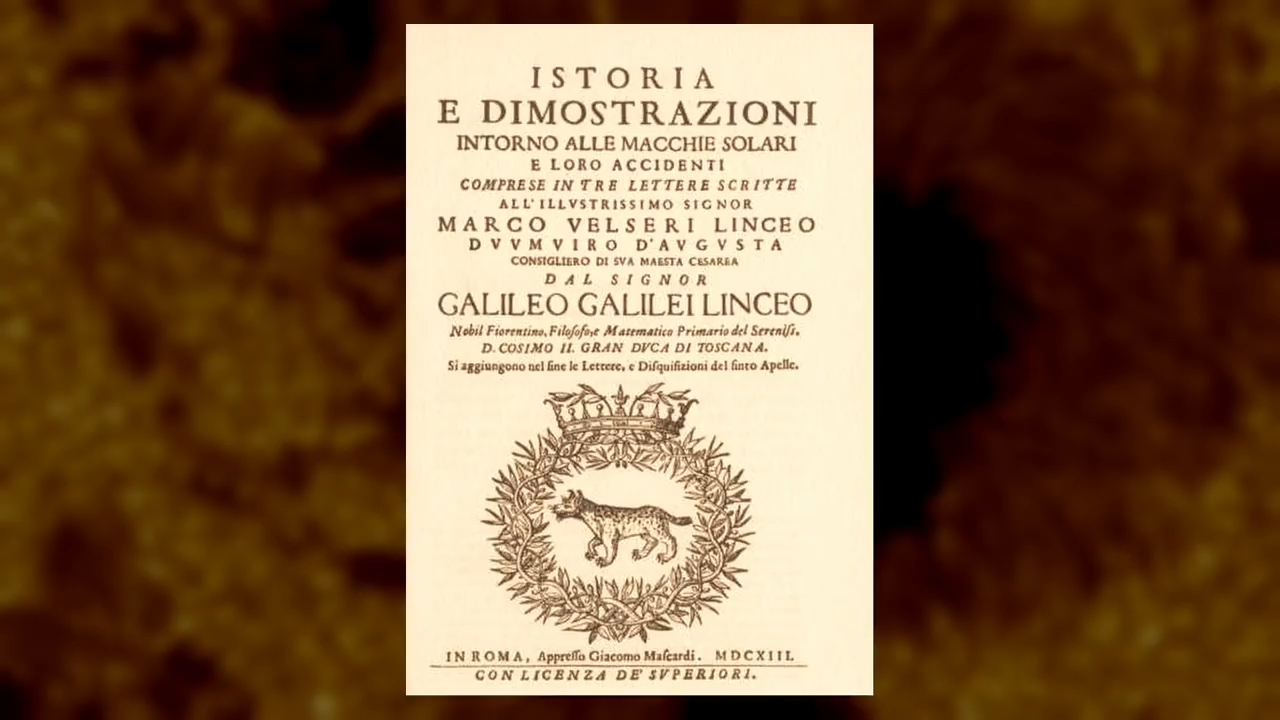 ISTORIA
E DIMOSTRAZIONI
INTORNO ALLE MACCHIE SOLARI
E LORO ACCIDENTI
COMPRESE IN TRE LETTERE SCRITTE
ALL'ILLVSTRISSIMO SIGNOR
MARCO VELSERI LINCEO
DVVMVIRO D'AVGVSTA
CONSIGLIERO DI SVA MAESTA CESAREA
DAL SIGNOR
GALILEO GALILEI LINCEO
Nobil Fiorentino, Filosofo, e Matematico Primario del Sereniſs.
D. COSIMO II. GRAN DVCA DI TOSCANA.
Si aggiungono nel fine le Lettere, e Diſquiſizioni del finto Apelle.
IN ROMA, Appreſſo Giacomo Maſcardi. MDCXIII.
CON LICENZA DE' SVPERIORI.